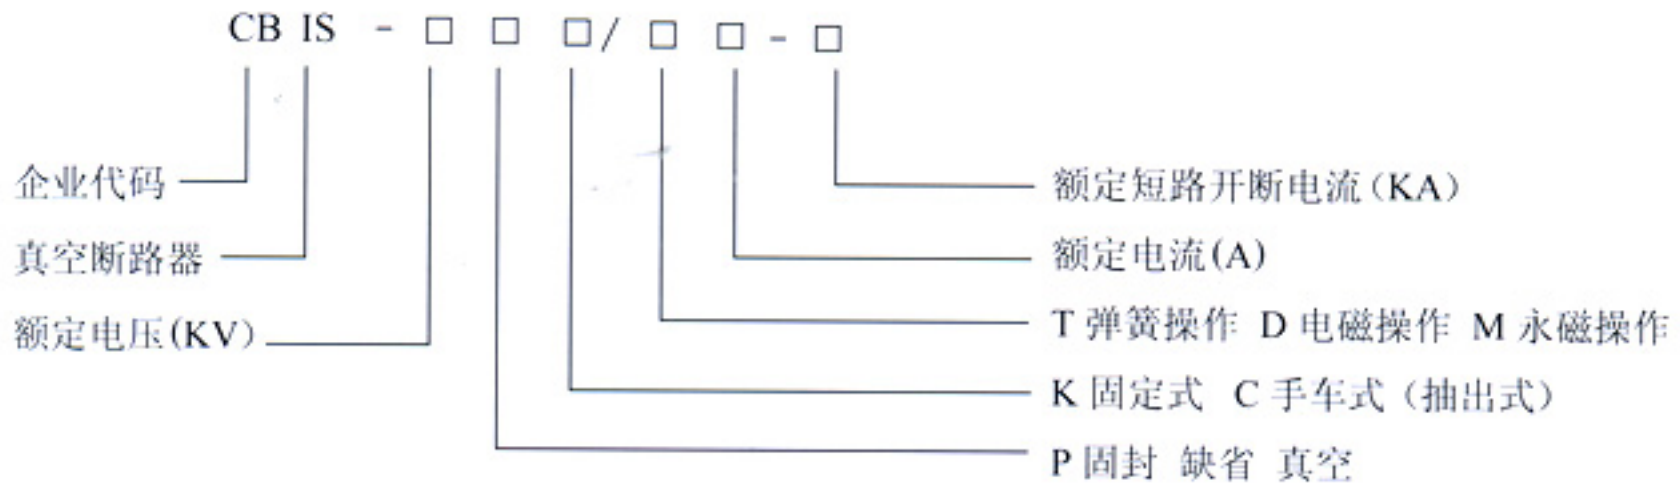 CB IS - □ □ □ / □ □ - □
企业代码
真空断路器
额定电压(KV)
额定短路开断电流(KA)
额定电流(A)
T 弹簧操作 D 电磁操作 M 永磁操作
K 固定式 C 手车式（抽出式）
P 固封 缺省 真空